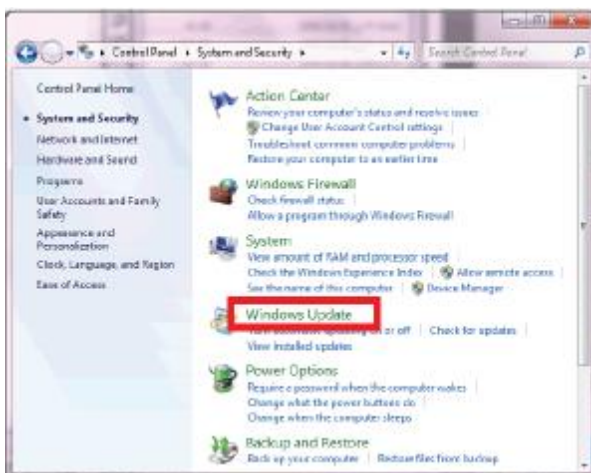 Control Panel ▸ System and Security ▸
Search Control Panel
Control Panel Home
System and Security
Network and Internet
Hardware and Sound
Programs
User Accounts and Family
Safety
Appearance and
Personalization
Clock, Language, and Region
Ease of Access
Action Center
Review your computer's status and resolve issues
Change User Account Control settings
Troubleshoot common computer problems
Restore your computer to an earlier time
Windows Firewall
Check firewall status
Allow a program through Windows Firewall
System
View amount of RAM and processor speed
Check the Windows Experience Index Allow remote access
See the name of this computer Device Manager
Windows Update
Turn automatic updating on or off Check for updates
View installed updates
Power Options
Require a password when the computer wakes
Change what the power buttons do
Change when the computer sleeps
Backup and Restore
Back up your computer Restore files from backup